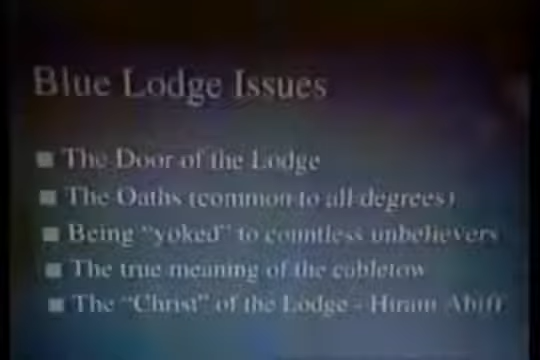 Blue Lodge Issues
■ The Door of the Lodge
■ The Oaths (common to all degrees)
■ Being "yoked" to countless unbelievers
■ The true meaning of the cabletow
■ The "Christ" of the Lodge - Hiram Abiff